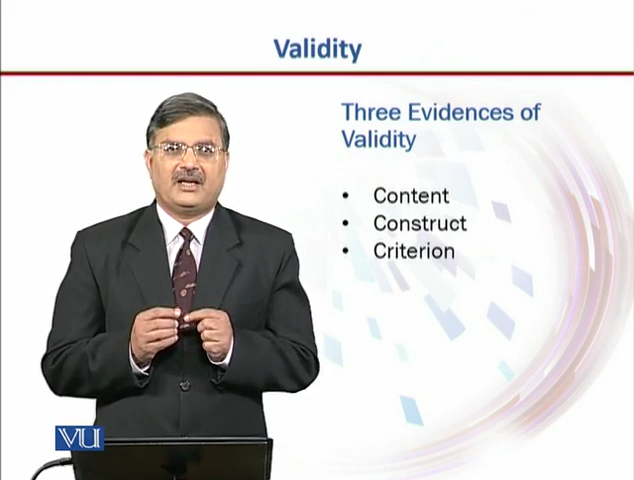 Validity
Three Evidences of
Validity
• Content
• Construct
• Criterion
VU